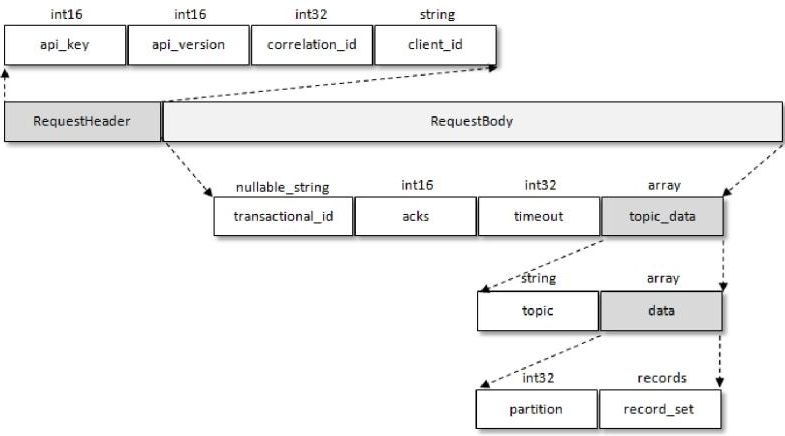 int16 int16 int32 string
api_key api_version correlation_id client_id
RequestHeader RequestBody
nullable_string int16 int32 array
transactional_id acks timeout topic_data
string array
topic data
int32 records
partition record_set